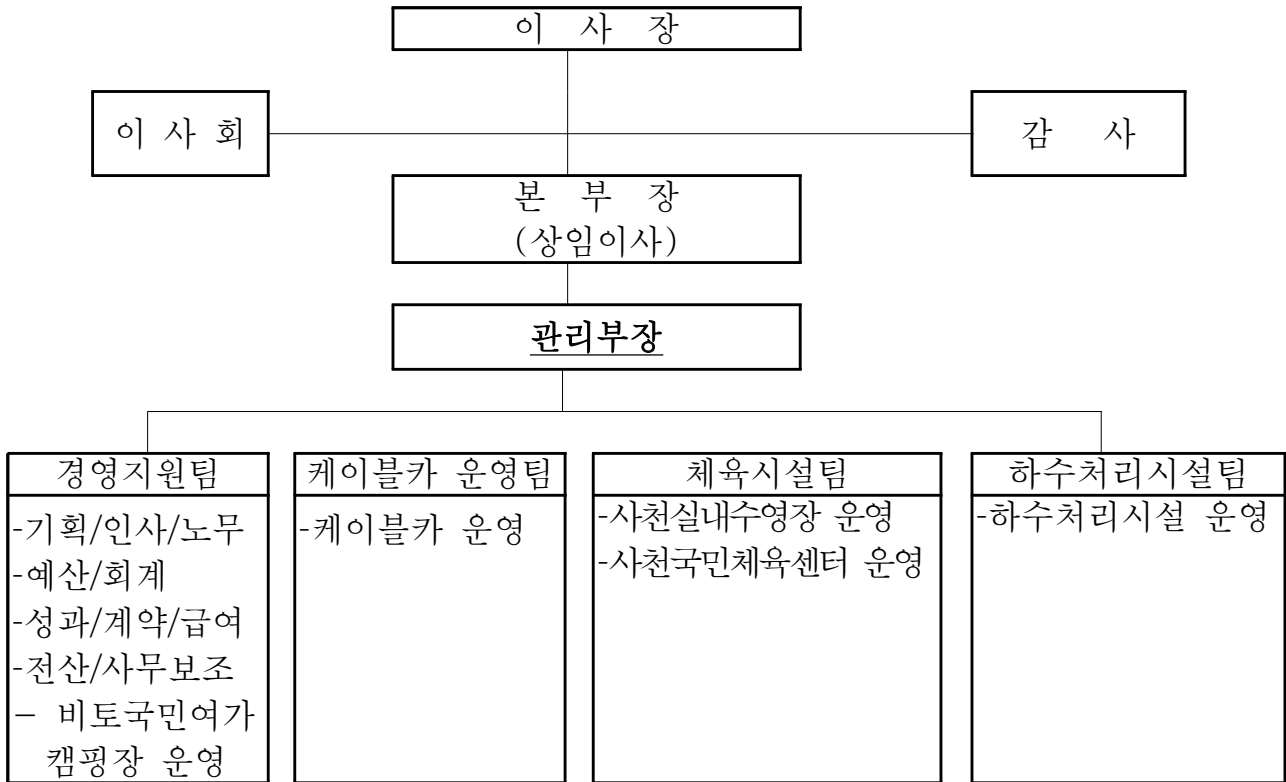 이 사 장
이 사 회
감 사
본 부 장
(상임이사)
관리부장
경영지원팀
-기획/인사/노무
-예산/회계
-성과/계약/급여
-전산/사무보조
- 비토국민여가
캠핑장 운영
케이블카 운영팀
-케이블카 운영
체육시설팀
-사천실내수영장 운영
-사천국민체육센터 운영
하수처리시설팀
-하수처리시설 운영